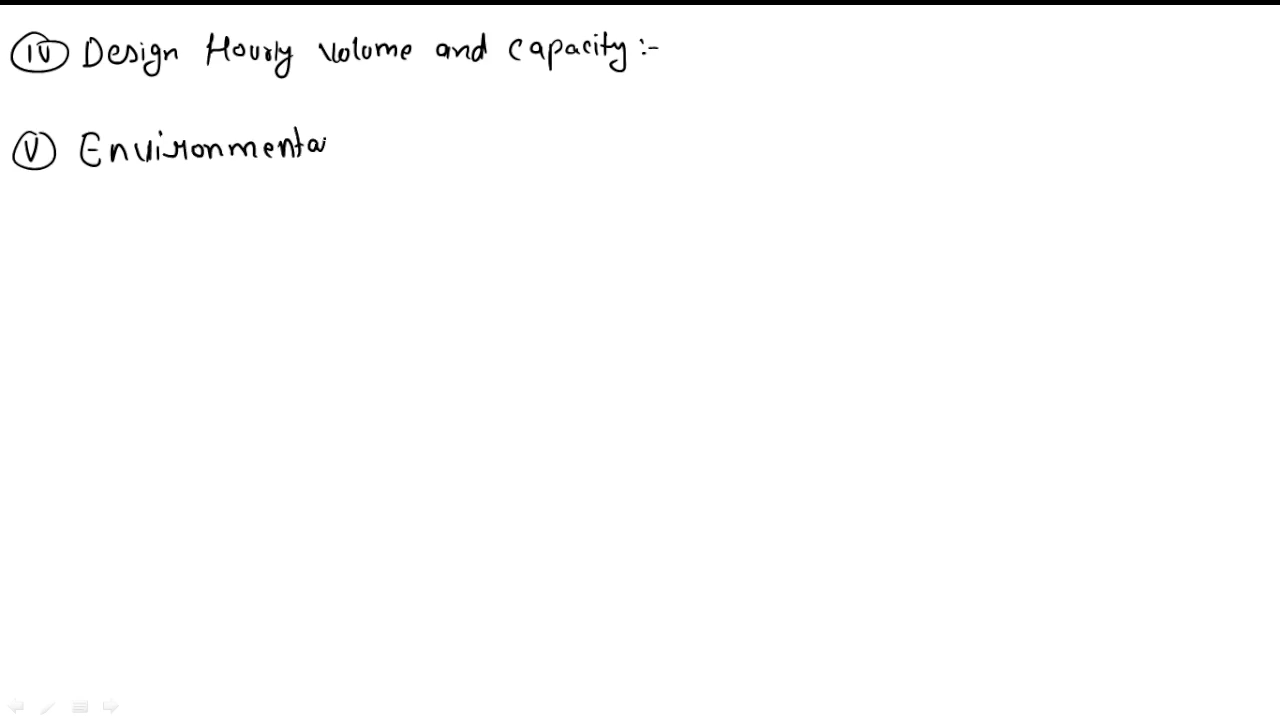 (iv) Design Hourly Volume and capacity :-
(v) Environmenta